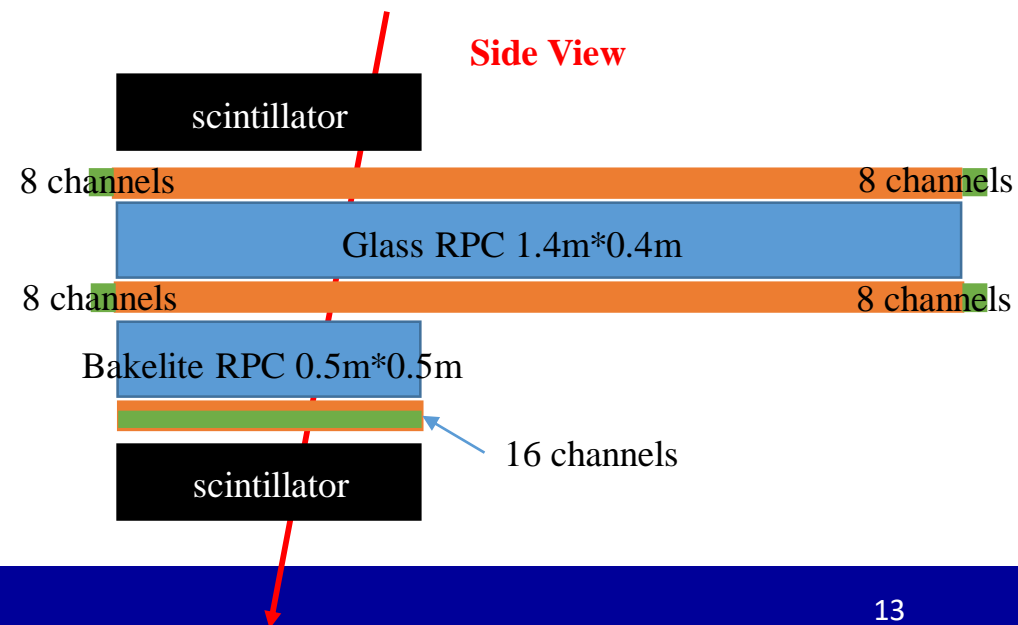 Side View
scintillator
8 channels
8 channels
Glass RPC 1.4m*0.4m
8 channels
8 channels
Bakelite RPC 0.5m*0.5m
16 channels
scintillator
13